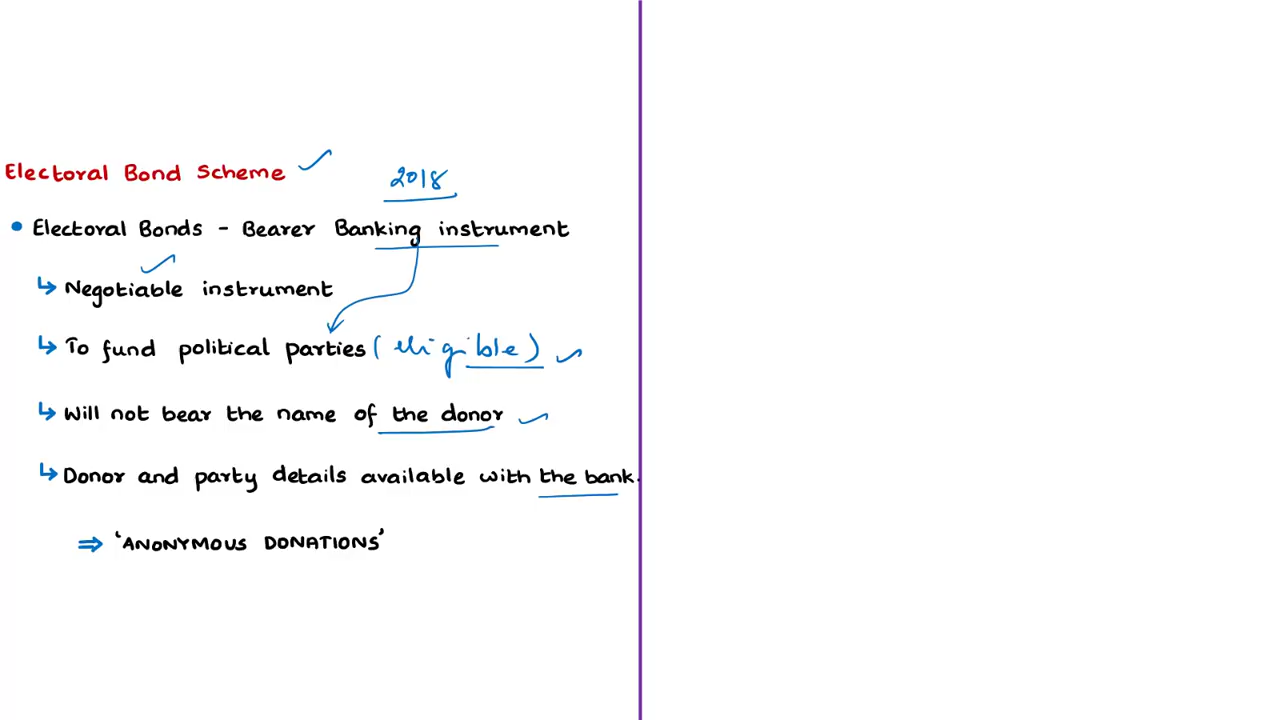 Electoral Bond Scheme
2018
• Electoral Bonds - Bearer Banking instrument
↳ Negotiable instrument
↳ To fund political parties (eligible)
↳ Will not bear the name of the donor
↳ Donor and party details available with the bank.
⇒ 'ANONYMOUS DONATIONS'